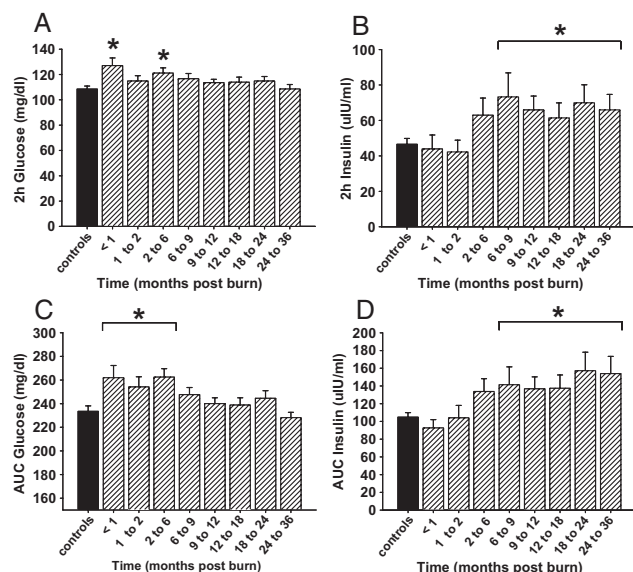 A
2h Glucose (mg/dl)
140
120
100
80
60
40
20
0
* *
controls
< 1
1 to 2
2 to 6
6 to 9
9 to 12
12 to 18
18 to 24
24 to 36
Time (months post burn)
B
2h Insulin (uIU/ml)
100
80
60
40
20
0
*
controls
< 1
1 to 2
2 to 6
6 to 9
9 to 12
12 to 18
18 to 24
24 to 36
Time (months post burn)
C
AUC Glucose (mg/dl)
300
280
260
240
220
200
180
160
*
controls
< 1
1 to 2
2 to 6
6 to 9
9 to 12
12 to 18
18 to 24
24 to 36
Time (months post burn)
D
AUC Insulin (uIU/ml)
200
180
160
140
120
100
80
60
40
20
0
*
controls
< 1
1 to 2
2 to 6
6 to 9
9 to 12
12 to 18
18 to 24
24 to 36
Time (months post burn)